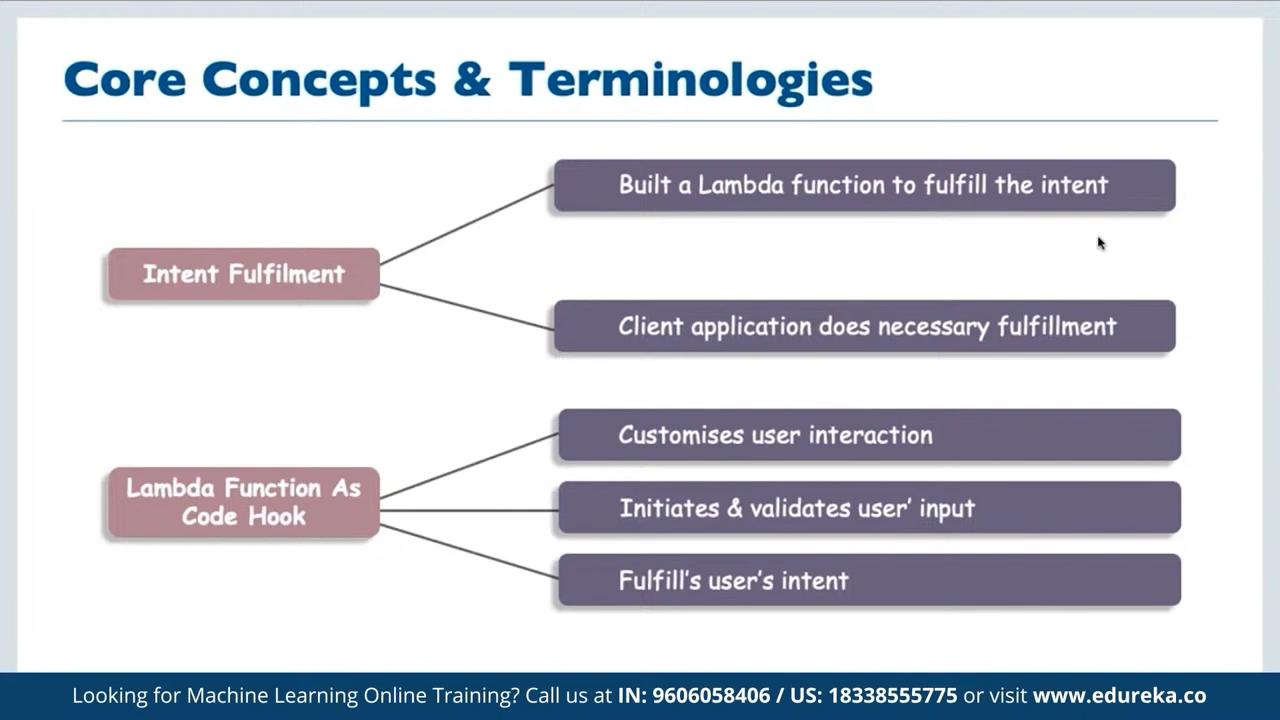 Core Concepts & Terminologies
Built a Lambda function to fulfill the intent
Intent Fulfilment
Client application does necessary fulfillment
Customises user interaction
Lambda Function As
Code Hook
Initiates & validates user' input
Fulfill's user's intent
Looking for Machine Learning Online Training? Call us at IN: 9606058406 / US: 18338555775 or visit www.edureka.co